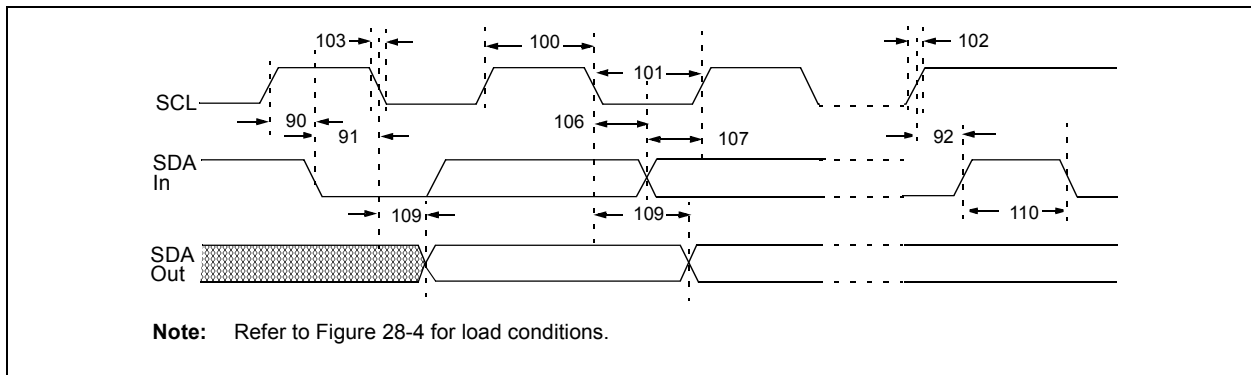 103
100
102
101
SCL
90
91
106
107
92
SDA
In
109
109
110
SDA
Out
Note: Refer to Figure 28-4 for load conditions.